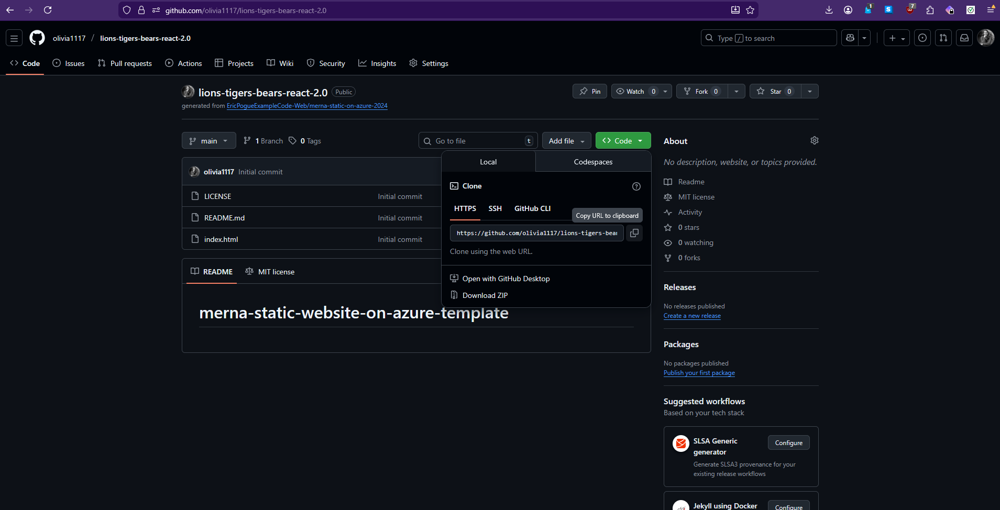 github.com/olivia1117/lions-tigers-bears-react-2.0
1
7
olivia1117 / lions-tigers-bears-react-2.0
Type / to search
Code
Issues
Pull requests
Actions
Projects
Wiki
Security
Insights
Settings
lions-tigers-bears-react-2.0 Public
Pin
Watch 0
Fork 0
Star 0
generated from EricPogueExampleCode-Web/merna-static-on-azure-2024
main
1 Branch
0 Tags
Go to file t
Add file
Code
olivia1117 Initial commit
LICENSE Initial commit
README.md Initial commit
index.html Initial commit
Local
Codespaces
Clone
HTTPS SSH GitHub CLI
Copy URL to clipboard
https://github.com/olivia1117/lions-tigers-bear
Clone using the web URL.
Open with GitHub Desktop
Download ZIP
README
MIT license
merna-static-website-on-azure-template
About
No description, website, or topics provided.
Readme
MIT license
Activity
0 stars
0 watching
0 forks
Releases
No releases published
Create a new release
Packages
No packages published
Publish your first package
Suggested workflows
Based on your tech stack
SLSA Generic
generator
Configure
Generate SLSA3 provenance for your
existing release workflows
Jekyll using Docker
Configure